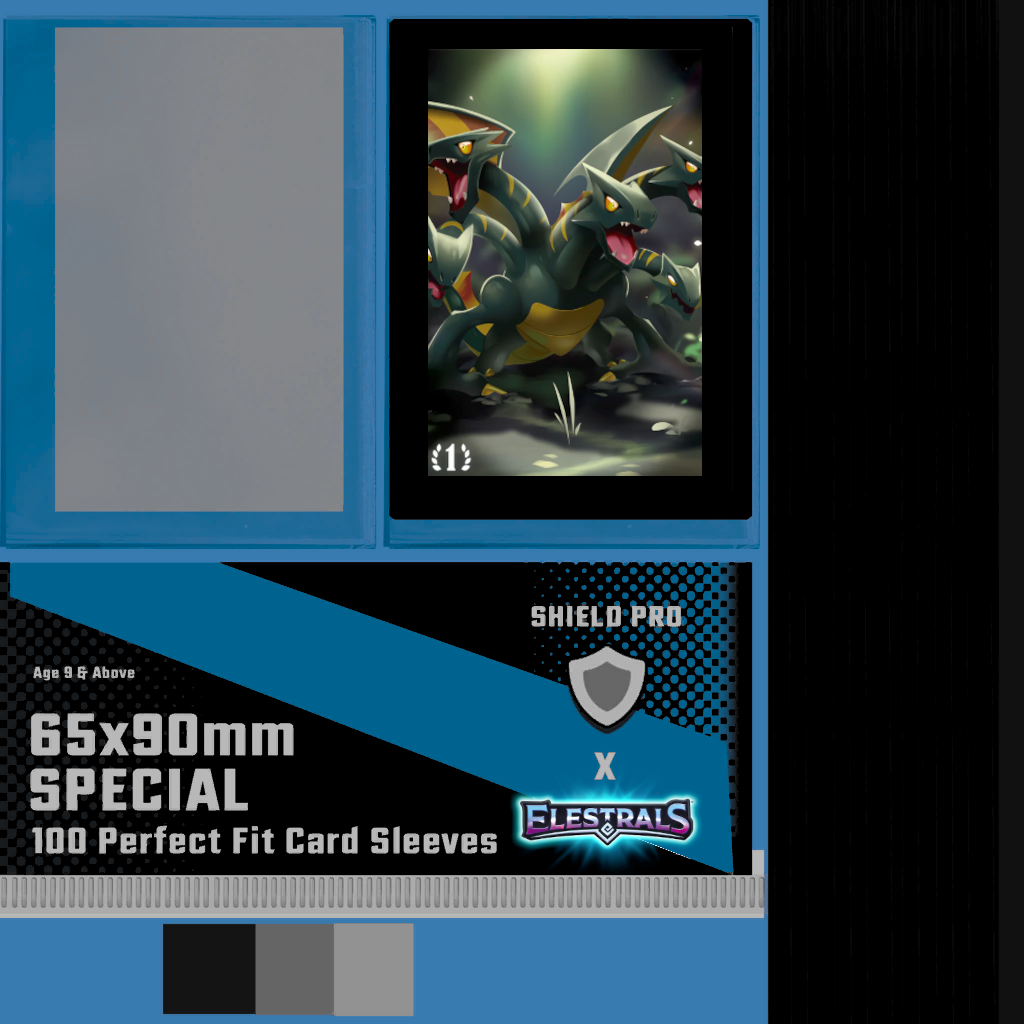 1
SHIELD PRO
Age 9 & Above
65x90mm
SPECIAL
X
ELESTRALS
100 Perfect Fit Card Sleeves